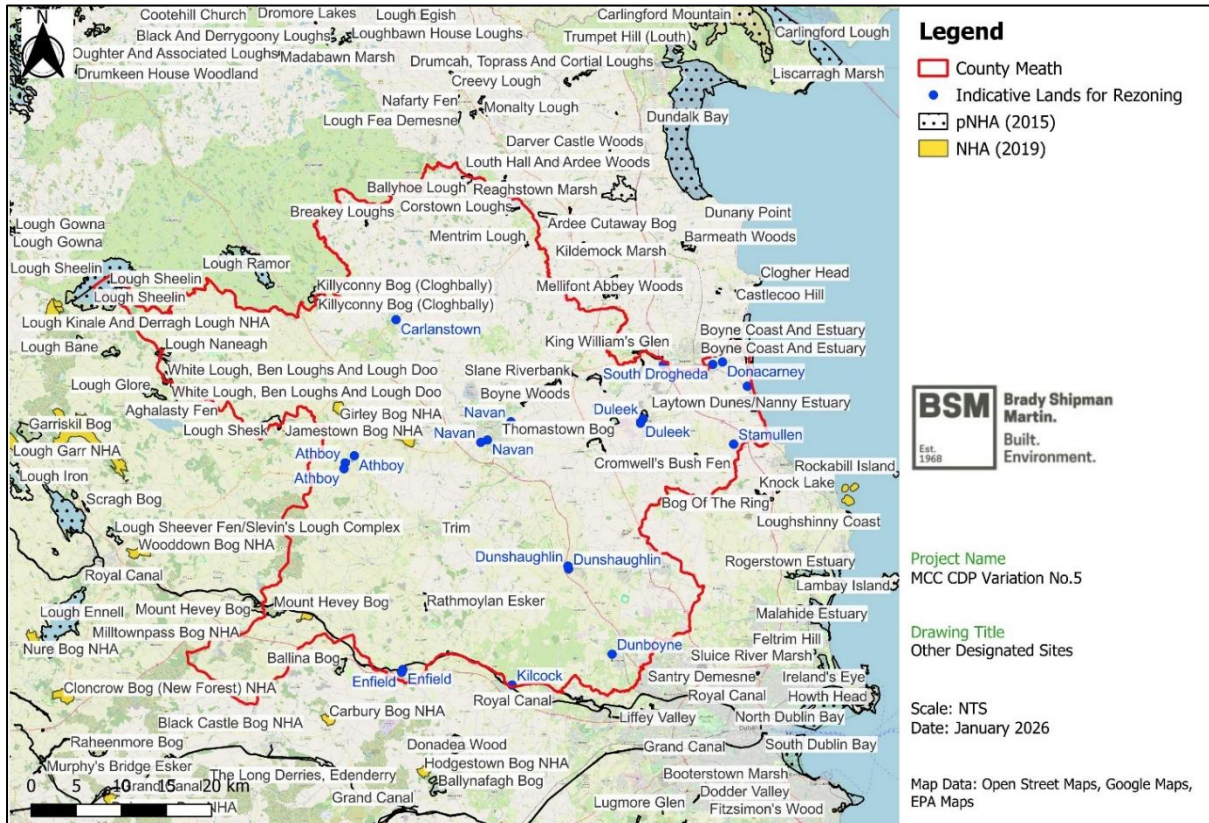 Cootehill Church
Dromore Lakes
Lough Egish
Carlingford Mountain
Black And Derrygoony Loughs
Loughbawn House Loughs
Trumpet Hill (Louth)
Carlingford Lough
Oughter And Associated Loughs
Madabawn Marsh
Drumcah, Toprass And Cortial Loughs
Drumkeen House Woodland
Creevy Lough
Liscarragh Marsh
Nafarty Fen
Monalty Lough
Lough Fea Demesne
Dundalk Bay
Darver Castle Woods
Louth Hall And Ardee Woods
Ballyhoe Lough
Reaghstown Marsh
Breakey Loughs
Corstown Loughs
Dunany Point
Lough Gowna
Ardee Cutaway Bog
Lough Gowna
Mentrim Lough
Barmeath Woods
Kildemock Marsh
Lough Ramor
Lough Sheelin
Lough Sheelin
Clogher Head
Killyconny Bog (Cloghbally)
Mellifont Abbey Woods
Lough Sheelin
Castlecoo Hill
Killyconny Bog (Cloghbally)
Lough Kinale And Derragh Lough NHA
Carlanstown
Boyne Coast And Estuary
King William's Glen
Lough Bane
Lough Naneagh
Boyne Coast And Estuary
White Lough, Ben Loughs And Lough Doo
Slane Riverbank
South Drogheda
Donacarney
Lough Glore
White Lough, Ben Loughs And Lough Doo
Boyne Woods
Aghalasty Fen
Girley Bog NHA
Navan
Duleek
Laytown Dunes/Nanny Estuary
Garriskil Bog
Lough Shesk
Jamestown Bog NHA
Navan
Thomastown Bog
Duleek
Stamullen
Lough Garr NHA
Athboy
Navan
Athboy
Cromwell's Bush Fen
Rockabill Island
Lough Iron
Athboy
Knock Lake
Scragh Bog
Bog Of The Ring
Loughshinny Coast
Lough Sheever Fen/Slevin's Lough Complex
Trim
Wooddown Bog NHA
Dunshaughlin
Dunshaughlin
Rogerstown Estuary
Royal Canal
Lambay Island
Lough Ennell
Mount Hevey Bog
Mount Hevey Bog
Rathmoylan Esker
Malahide Estuary
Milltownpass Bog NHA
Dunboyne
Feltrim Hill
Nure Bog NHA
Ballina Bog
Sluice River Marsh
Enfield
Enfield
Kilcock
Santry Demesne
Ireland's Eye
Cloncrow Bog (New Forest) NHA
Royal Canal
Royal Canal
Howth Head
Black Castle Bog NHA
Carbury Bog NHA
Liffey Valley
North Dublin Bay
Raheenmore Bog
Donadea Wood
Grand Canal
South Dublin Bay
Murphy's Bridge Esker
Hodgestown Bog NHA
The Long Derries, Edenderry
Booterstown Marsh
Grand Canal
Ballynafagh Bog
Dodder Valley
Grand Canal
Lugmore Glen
Fitzsimon's Wood
N
0 5 10 15 20 km
Legend
County Meath
Indicative Lands for Rezoning
pNHA (2015)
NHA (2019)
BSM
Est.
1968
Brady Shipman
Martin.
Built.
Environment.
Project Name
MCC CDP Variation No.5
Drawing Title
Other Designated Sites
Scale: NTS
Date: January 2026
Map Data: Open Street Maps, Google Maps,
EPA Maps